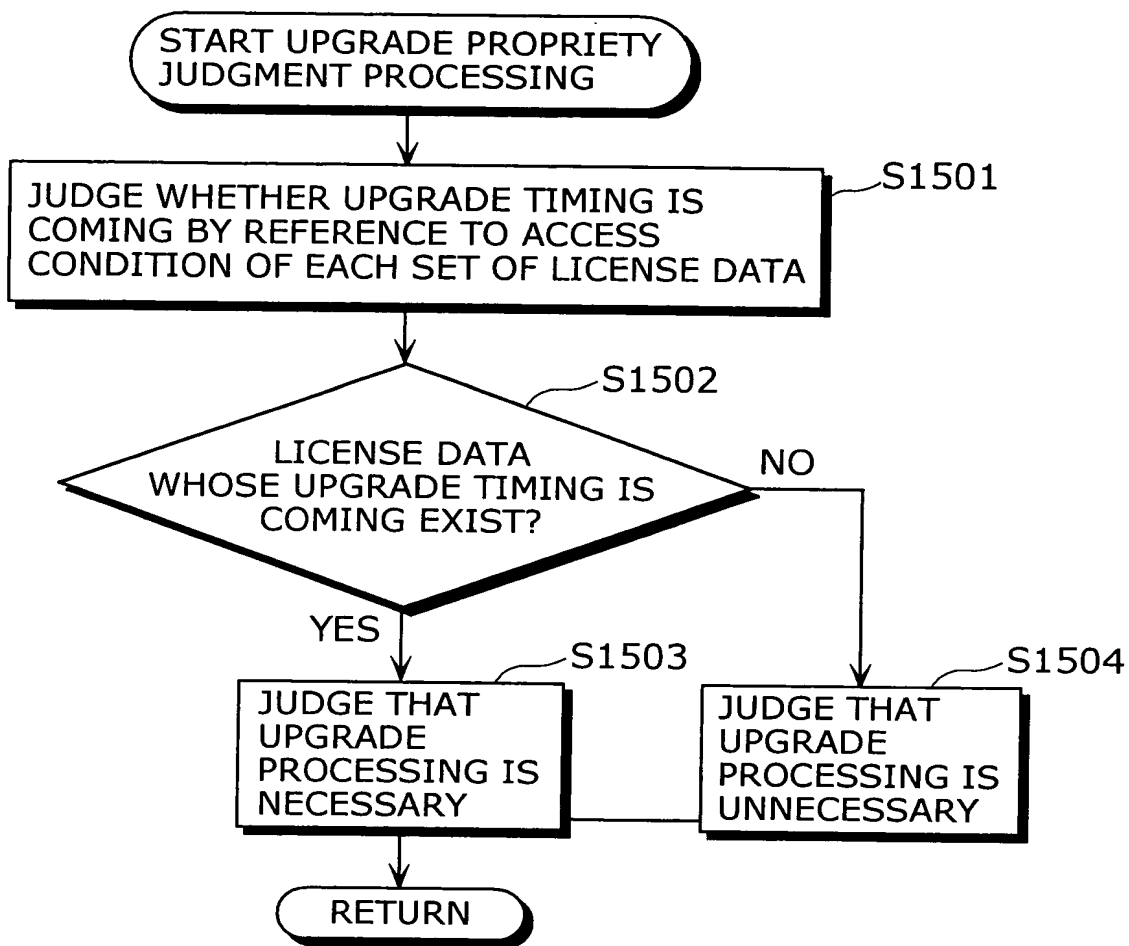 START UPGRADE PROPRIETY
JUDGMENT PROCESSING
S1501
JUDGE WHETHER UPGRADE TIMING IS
COMING BY REFERENCE TO ACCESS
CONDITION OF EACH SET OF LICENSE DATA
S1502
LICENSE DATA
WHOSE UPGRADE TIMING IS
COMING EXIST?
NO
YES
S1503
JUDGE THAT
UPGRADE
PROCESSING IS
NECESSARY
S1504
JUDGE THAT
UPGRADE
PROCESSING IS
UNNECESSARY
RETURN